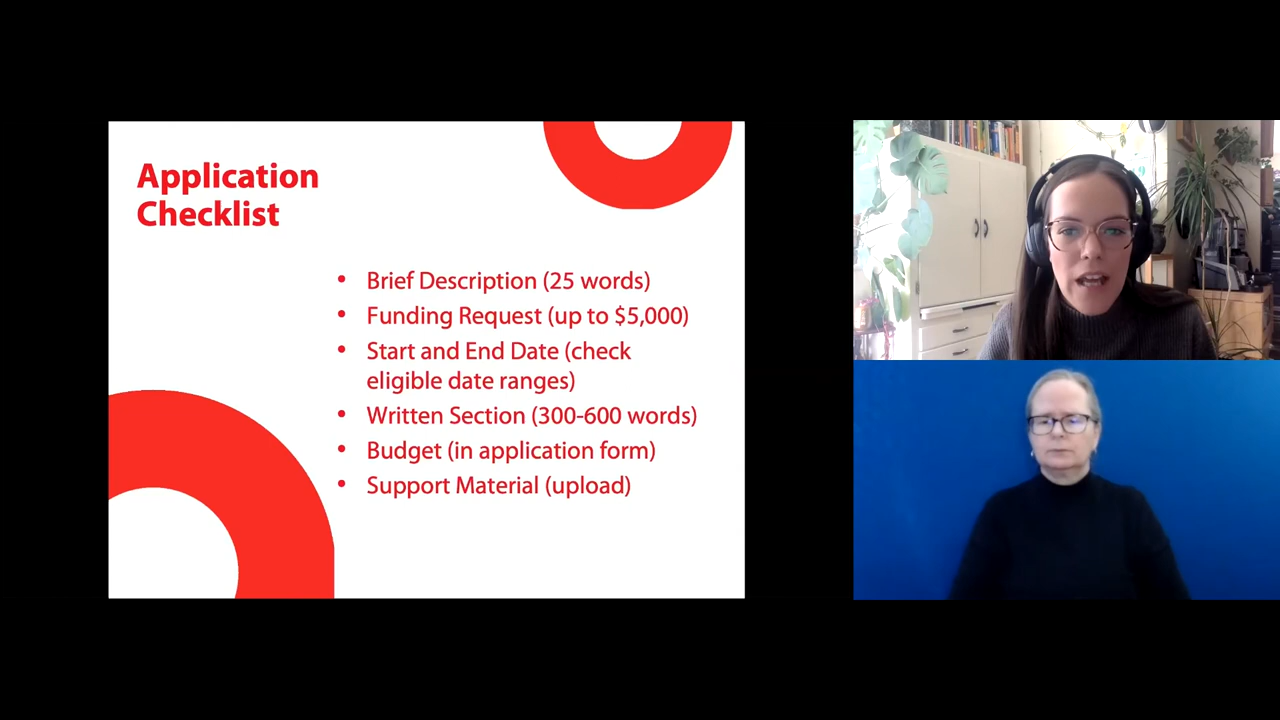 Application
Checklist
• Brief Description (25 words)
• Funding Request (up to $5,000)
• Start and End Date (check
eligible date ranges)
• Written Section (300-600 words)
• Budget (in application form)
• Support Material (upload)